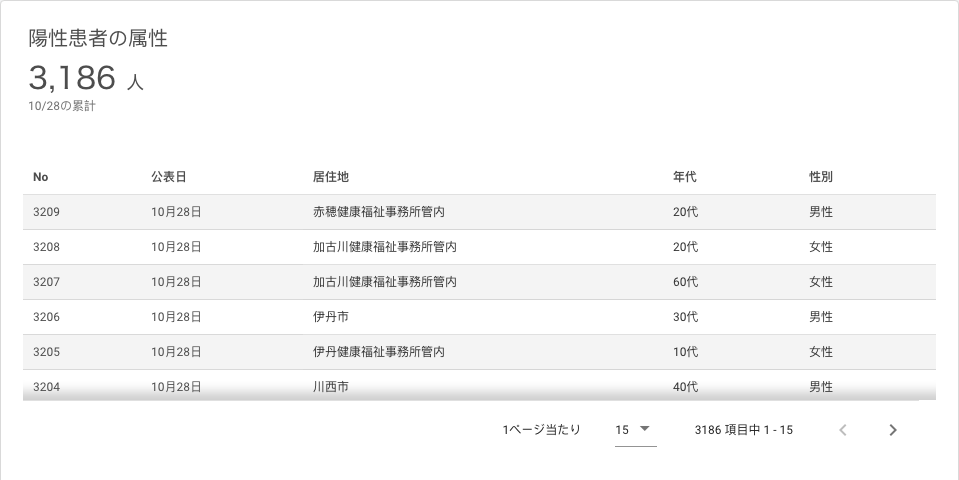 陽性患者の属性
3,186 人
10/28の累計
No 公表日 居住地 年代 性別
3209 10月28日 赤穂健康福祉事務所管内 20代 男性
3208 10月28日 加古川健康福祉事務所管内 20代 女性
3207 10月28日 加古川健康福祉事務所管内 60代 女性
3206 10月28日 伊丹市 30代 男性
3205 10月28日 伊丹健康福祉事務所管内 10代 女性
3204 10月28日 川西市 40代 男性
1ページ当たり 15 3186 項目中 1 - 15